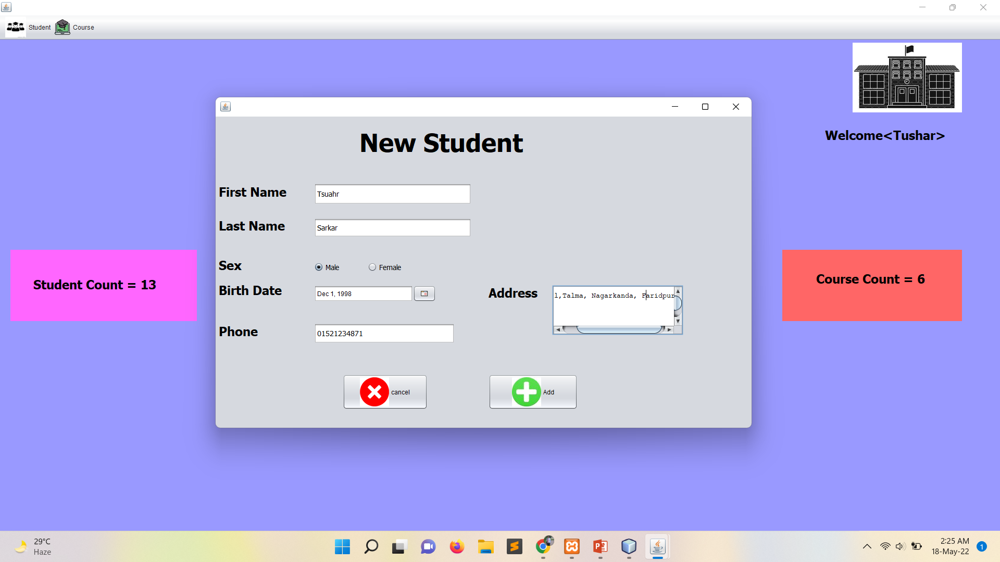 Student Course
Welcome<Tushar>
New Student
First Name Tsuahr
Last Name Sarkar
Sex Male Female
Birth Date Dec 1, 1998
Address l,Talma, Nagarkanda, Faridpur
Phone 01521234871
cancel Add
Student Count = 13
Course Count = 6
29°C
Haze
2:25 AM
18-May-22
1